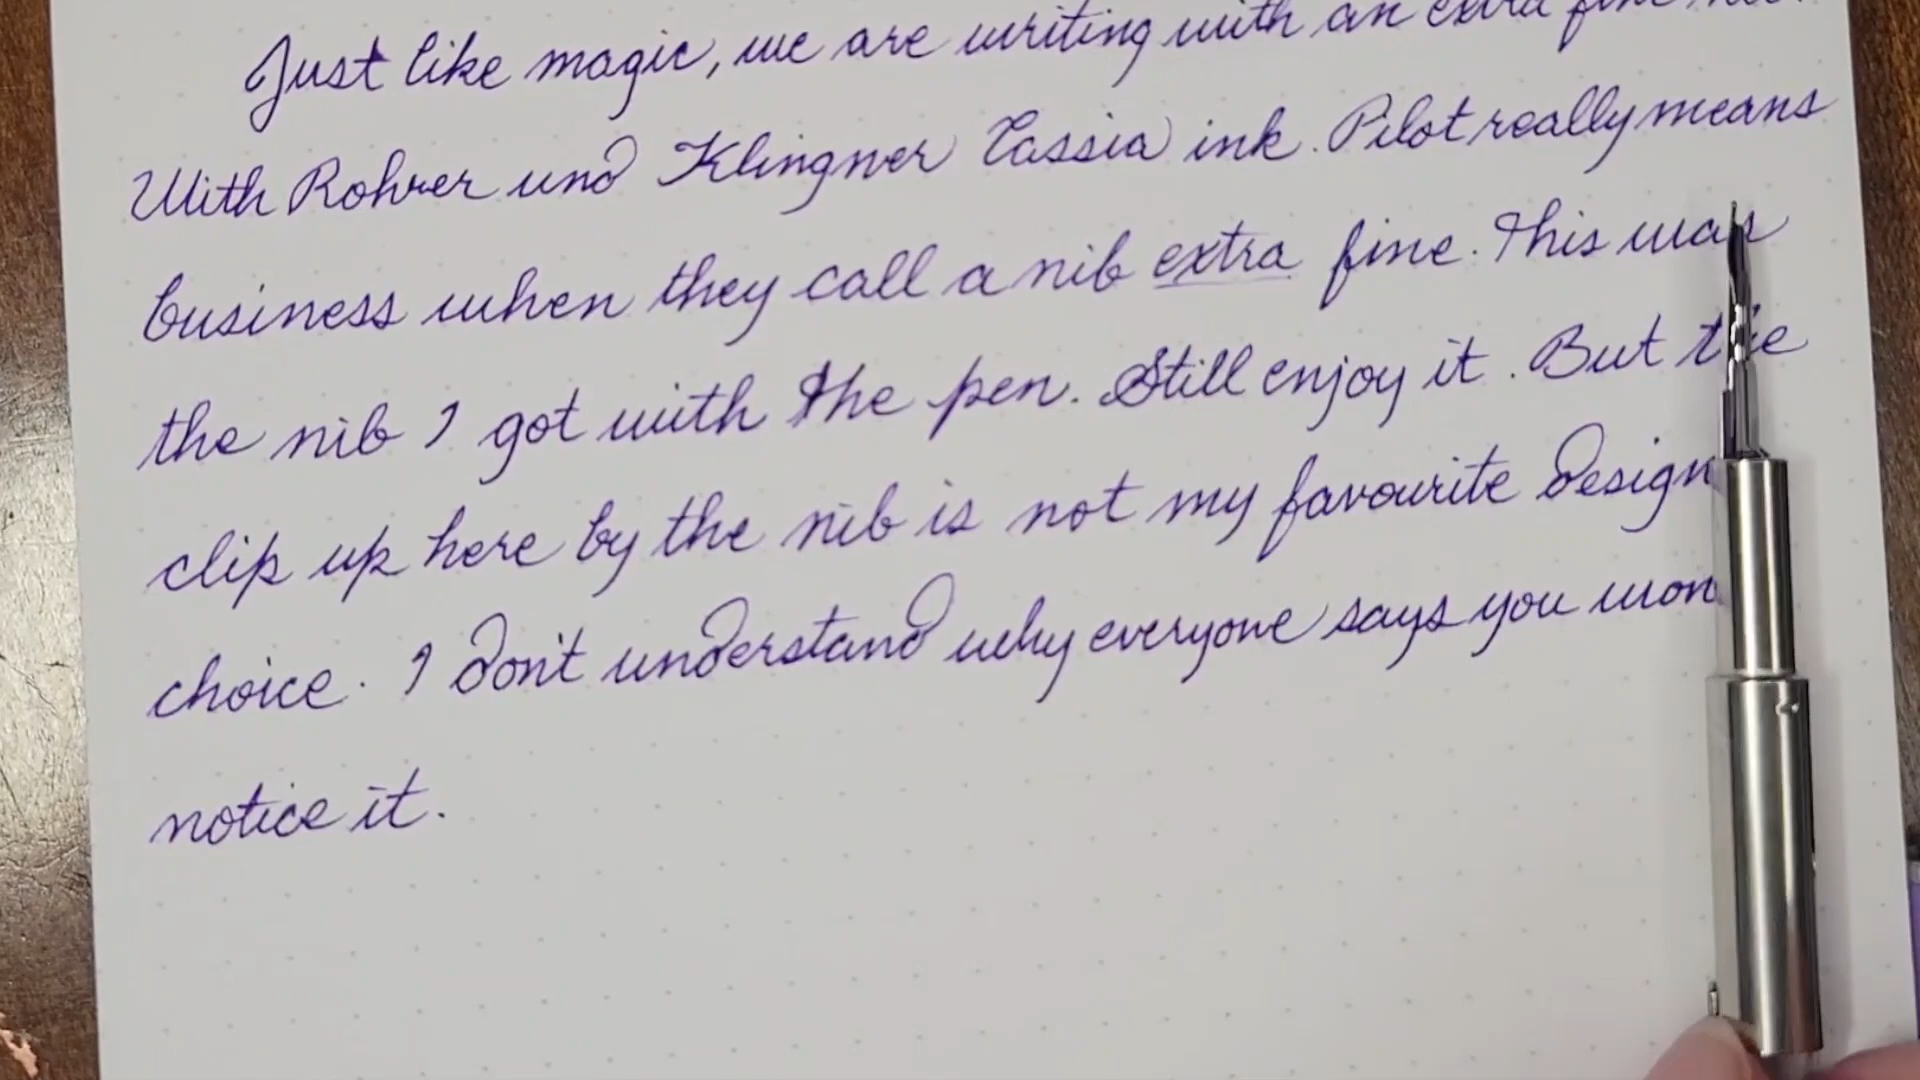 Just like magic, we are writing with an extra fine nib.
With Rohrer und Klingner Cassia ink. Pilot really means
business when they call a nib extra fine. This was
the nib I got with the pen. Still enjoy it. But the
clip up here by the nib is not my favourite design
choice. I don't understand why everyone says you won
notice it.